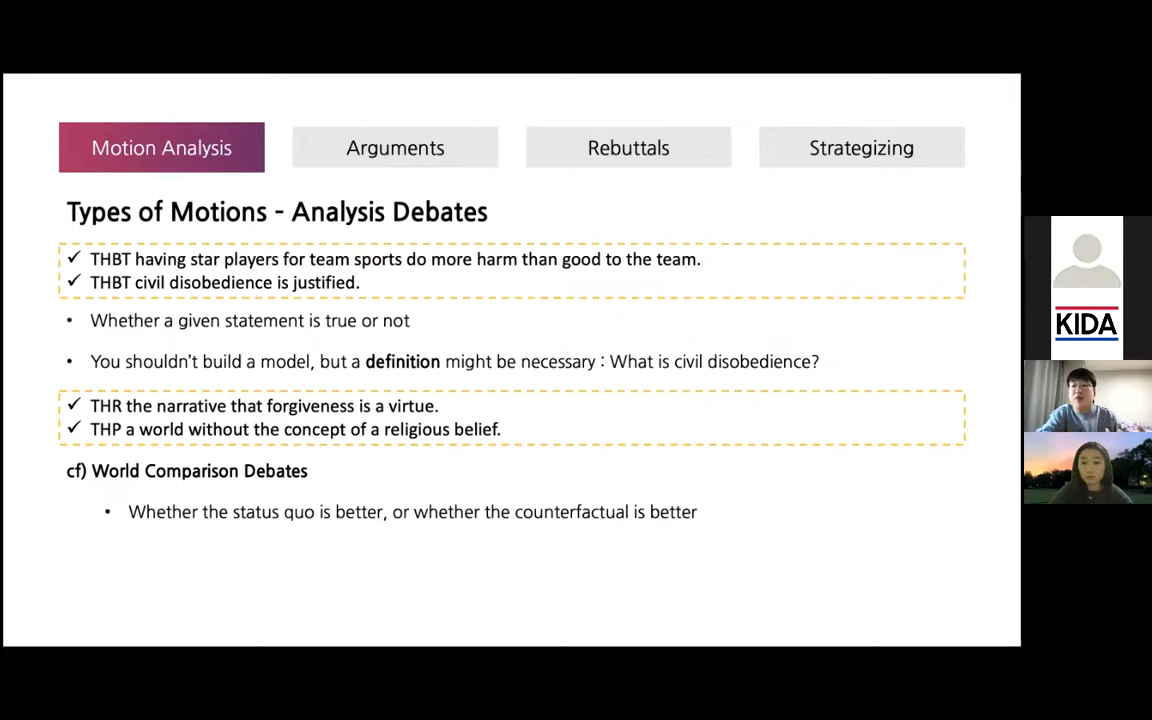 Motion Analysis
Arguments
Rebuttals
Strategizing
Types of Motions - Analysis Debates
✓ THBT having star players for team sports do more harm than good to the team.
✓ THBT civil disobedience is justified.
• Whether a given statement is true or not
• You shouldn't build a model, but a definition might be necessary : What is civil disobedience?
✓ THR the narrative that forgiveness is a virtue.
✓ THP a world without the concept of a religious belief.
cf) World Comparison Debates
• Whether the status quo is better, or whether the counterfactual is better
KIDA